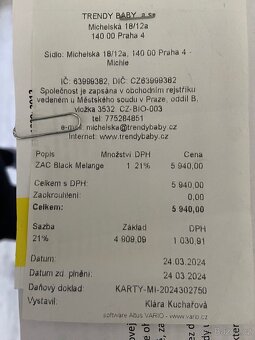 TRENDY BABY a.se
Michelská 18/12a
140 00 Praha 4
Sídlo: Michelská 18/12a, 140 00 Praha 4 -
Michle
IČ: 63999382, DIČ: CZ63999382
Společnost je zapsána v obchodním rejstříku
vedeném u Městského soudu v Praze, oddíl B,
vložka 3532 CZ-BIO-003
tel 775284851
e-mail: michelska@trendybaby.cz
Internet: www.trendybaby.cz
Popis Množství DPH Cena
ZAC Black Melange 1 21% 5 940,00
Celkem s DPH: 5 940,00
Zaokrouhlení: 0.00
Celkem: 5 940,00
Sazba Základ DPH
21% 4 909,09 1 030,91
Datum: 24.03.2024
Datum zd. plnění: 24.03.2024
Daňový doklad: KARTY-MI-2024302750
Vystavil: Klára Kuchařová
software Altus VARIO - www.vario.cz